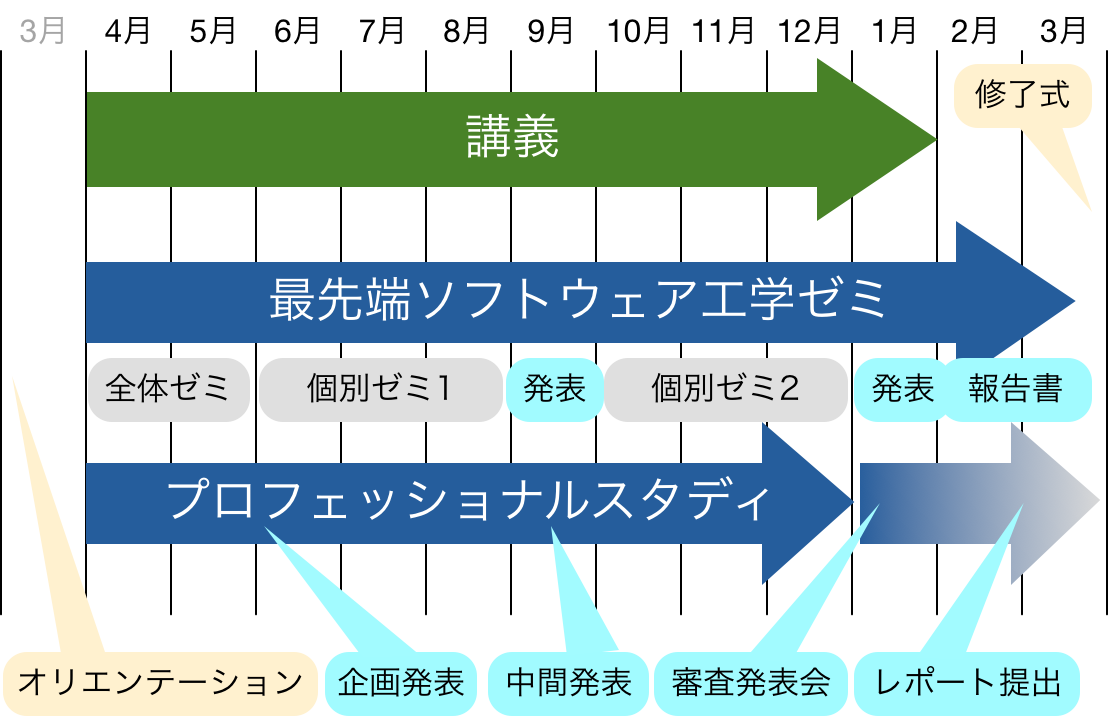 3月 4月 5月 6月 7月 8月 9月 10月 11月 12月 1月 2月 3月
修了式
講義
最先端ソフトウェア工学ゼミ
全体ゼミ 個別ゼミ1 発表 個別ゼミ2 発表 報告書
プロフェッショナルスタディ
オリエンテーション 企画発表 中間発表 審査発表会 レポート提出